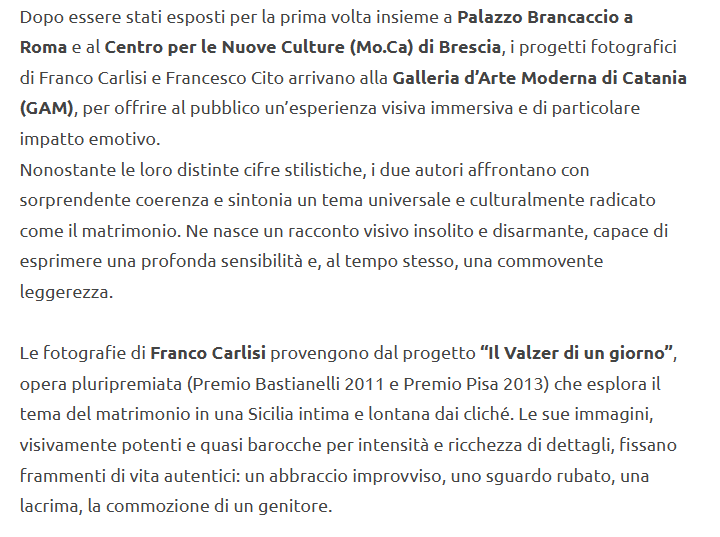 Dopo essere stati esposti per la prima volta insieme a Palazzo Brancaccio a
Roma e al Centro per le Nuove Culture (Mo.Ca) di Brescia, i progetti fotografici
di Franco Carlisi e Francesco Cito arrivano alla Galleria d’Arte Moderna di Catania
(GAM), per offrire al pubblico un’esperienza visiva immersiva e di particolare
impatto emotivo.
Nonostante le loro distinte cifre stilistiche, i due autori affrontano con
sorprendente coerenza e sintonia un tema universale e culturalmente radicato
come il matrimonio. Ne nasce un racconto visivo insolito e disarmante, capace di
esprimere una profonda sensibilità e, al tempo stesso, una commovente
leggerezza.
Le fotografie di Franco Carlisi provengono dal progetto “Il Valzer di un giorno”,
opera pluripremiata (Premio Bastianelli 2011 e Premio Pisa 2013) che esplora il
tema del matrimonio in una Sicilia intima e lontana dai cliché. Le sue immagini,
visivamente potenti e quasi barocche per intensità e ricchezza di dettagli, fissano
frammenti di vita autentici: un abbraccio improvviso, uno sguardo rubato, una
lacrima, la commozione di un genitore.